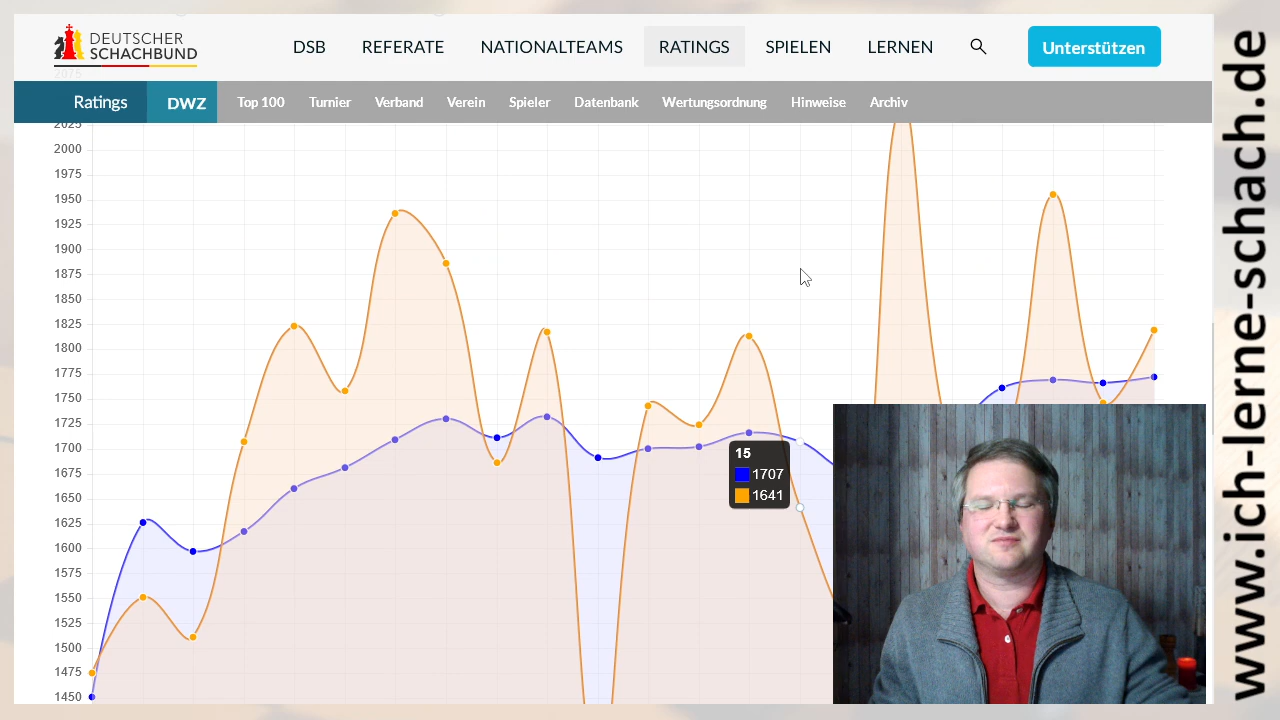 DEUTSCHER
SCHACHBUND
DSB
REFERATE
NATIONALTEAMS
RATINGS
SPIELEN
LERNEN
Unterstützen
2075
Ratings
DWZ
Top 100
Turnier
Verband
Verein
Spieler
Datenbank
Wertungsordnung
Hinweise
Archiv
2025
2000
1975
1950
1925
1900
1875
1850
1825
1800
1775
1750
1725
1700
1675
1650
1625
1600
1575
1550
1525
1500
1475
1450
15
1707
1641
www.ich-lerne-schach.de